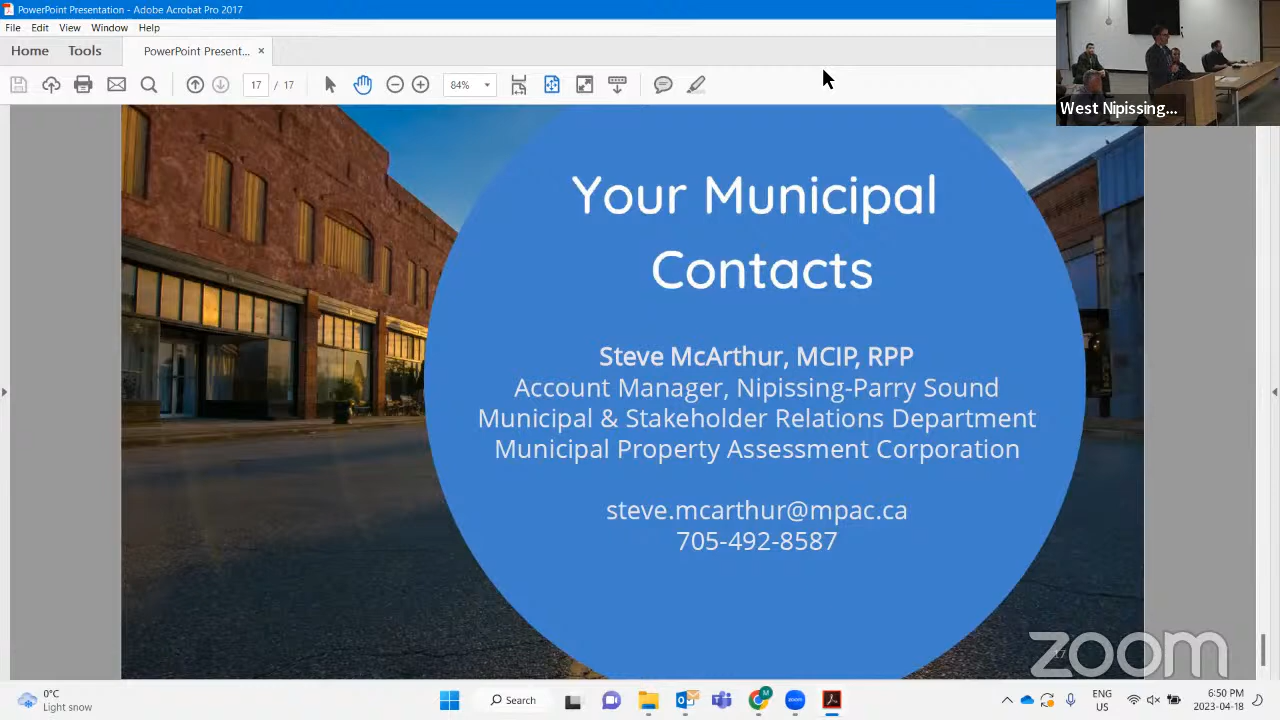 PowerPoint Presentation - Adobe Acrobat Pro 2017
File Edit View Window Help
Home Tools PowerPoint Present... ×
17 / 17 84%
West Nipissing...
Your Municipal
Contacts
Steve McArthur, MCIP, RPP
Account Manager, Nipissing-Parry Sound
Municipal & Stakeholder Relations Department
Municipal Property Assessment Corporation
steve.mcarthur@mpac.ca
705-492-8587
17
zoom
0°C
Light snow
Search
ENG
US
6:50 PM
2023-04-18